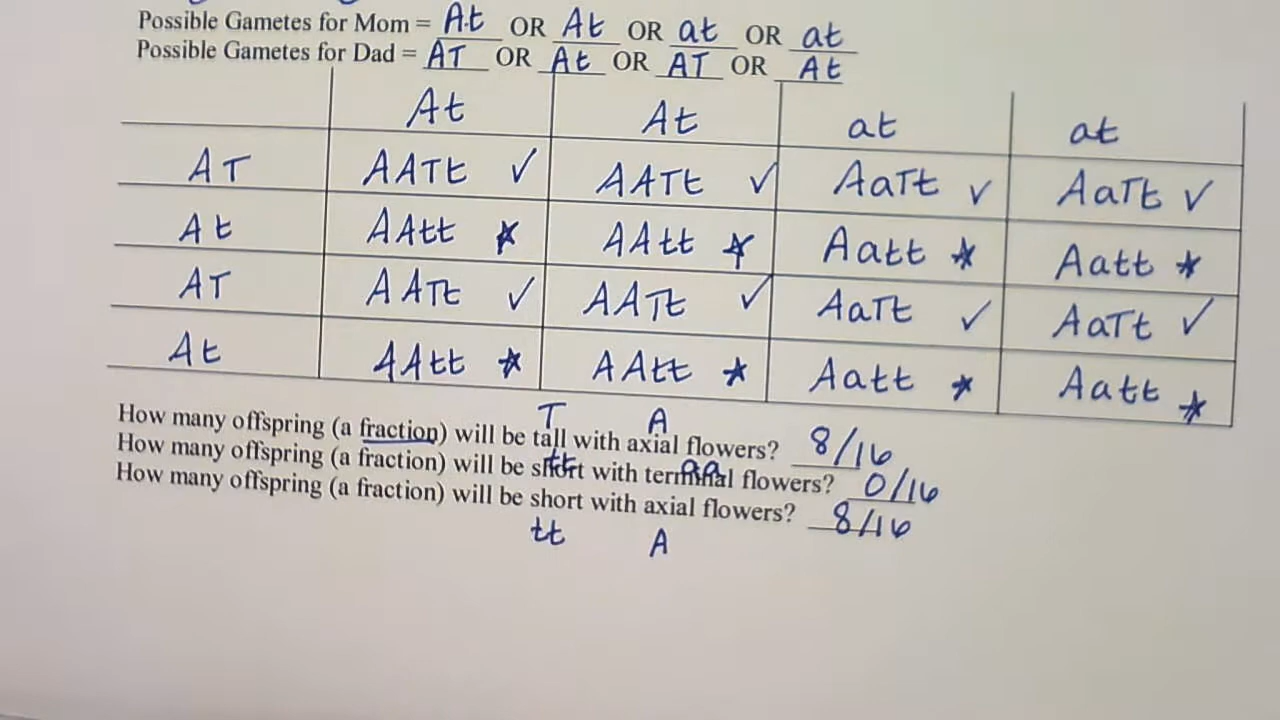 Possible Gametes for Mom = At OR At OR at OR at
Possible Gametes for Dad = AT OR At OR AT OR At
At At at at
AT AATt ✓ AATt ✓ AaTt ✓ AaTt ✓
At AAtt ★ AAtt ★ Aatt ★ Aatt ★
AT AATt ✓ AATt ✓ AaTt ✓ AaTt ✓
At AAtt ★ AAtt ★ Aatt ★ Aatt ★
T A
How many offspring (a fraction) will be tall with axial flowers? 8/16
tt aa
How many offspring (a fraction) will be short with terminal flowers? 0/16
How many offspring (a fraction) will be short with axial flowers? 8/16
tt A